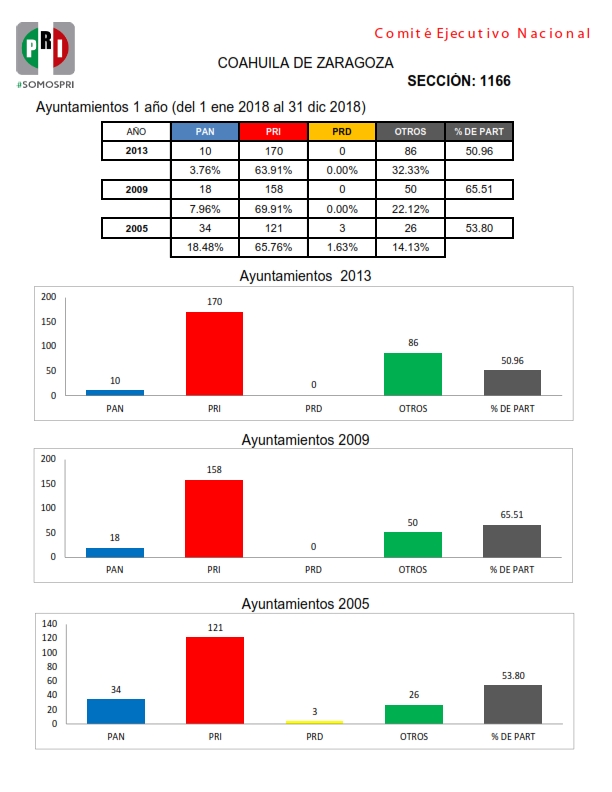 Comité Ejecutivo Nacional
PRI
#SOMOSPRI
COAHUILA DE ZARAGOZA
SECCIÓN: 1166
Ayuntamientos 1 año (del 1 ene 2018 al 31 dic 2018)
AÑO PAN PRI PRD OTROS % DE PART
2013 10 170 0 86 50.96
3.76% 63.91% 0.00% 32.33%
2009 18 158 0 50 65.51
7.96% 69.91% 0.00% 22.12%
2005 34 121 3 26 53.80
18.48% 65.76% 1.63% 14.13%
Ayuntamientos 2013
200
150
100
50
0
10 170 0 86 50.96
PAN PRI PRD OTROS % DE PART
Ayuntamientos 2009
200
150
100
50
0
18 158 0 50 65.51
PAN PRI PRD OTROS % DE PART
Ayuntamientos 2005
140
120
100
80
60
40
20
0
34 121 3 26 53.80
PAN PRI PRD OTROS % DE PART